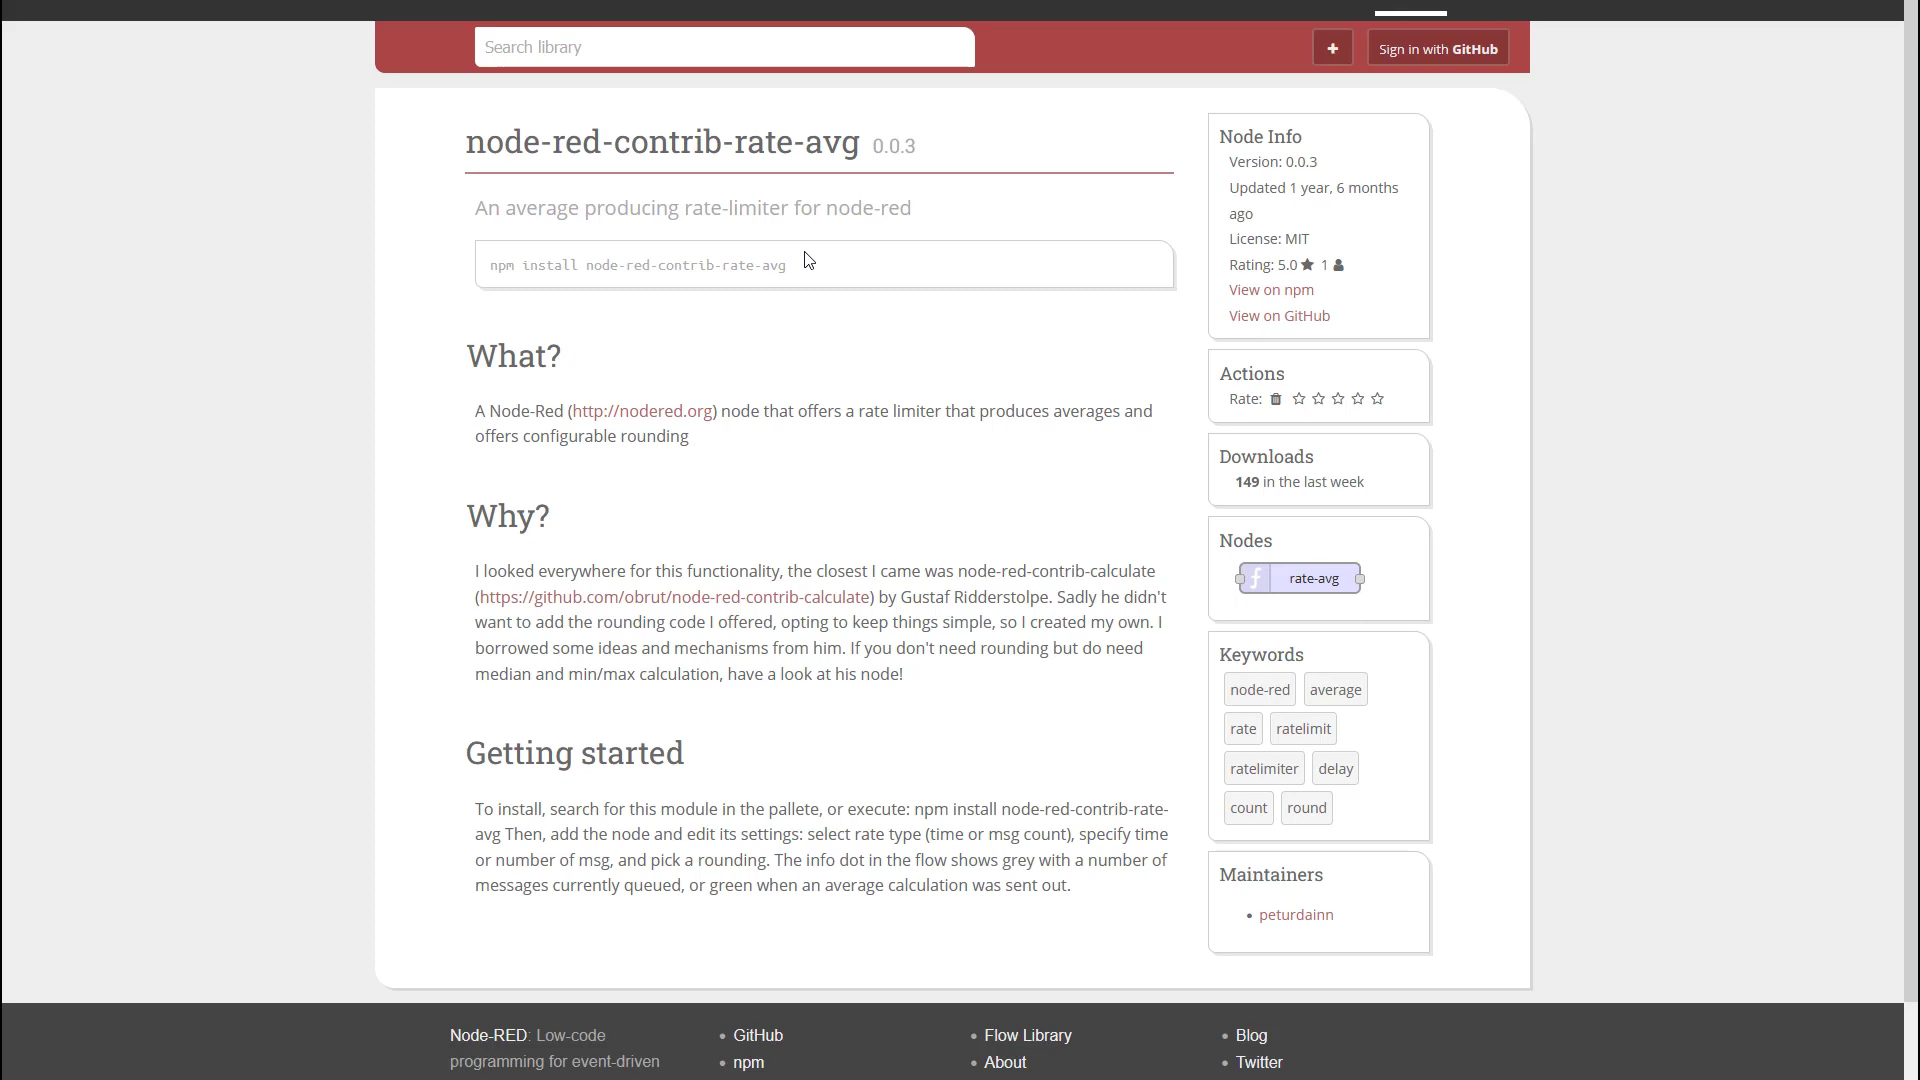 Search library
+
Sign in with GitHub
node-red-contrib-rate-avg 0.0.3
An average producing rate-limiter for node-red
npm install node-red-contrib-rate-avg
What?
A Node-Red (http://nodered.org) node that offers a rate limiter that produces averages and
offers configurable rounding
Why?
I looked everywhere for this functionality, the closest I came was node-red-contrib-calculate
(https://github.com/obrut/node-red-contrib-calculate) by Gustaf Ridderstolpe. Sadly he didn't
want to add the rounding code I offered, opting to keep things simple, so I created my own. I
borrowed some ideas and mechanisms from him. If you don't need rounding but do need
median and min/max calculation, have a look at his node!
Getting started
To install, search for this module in the pallete, or execute: npm install node-red-contrib-rate-
avg Then, add the node and edit its settings: select rate type (time or msg count), specify time
or number of msg, and pick a rounding. The info dot in the flow shows grey with a number of
messages currently queued, or green when an average calculation was sent out.
Node Info
Version: 0.0.3
Updated 1 year, 6 months
ago
License: MIT
Rating: 5.0 1
View on npm
View on GitHub
Actions
Rate:
Downloads
149 in the last week
Nodes
f rate-avg
Keywords
node-red average
rate ratelimit
ratelimiter delay
count round
Maintainers
• peturdainn
Node-RED: Low-code
programming for event-driven
• GitHub
• npm
• Flow Library
• About
• Blog
• Twitter